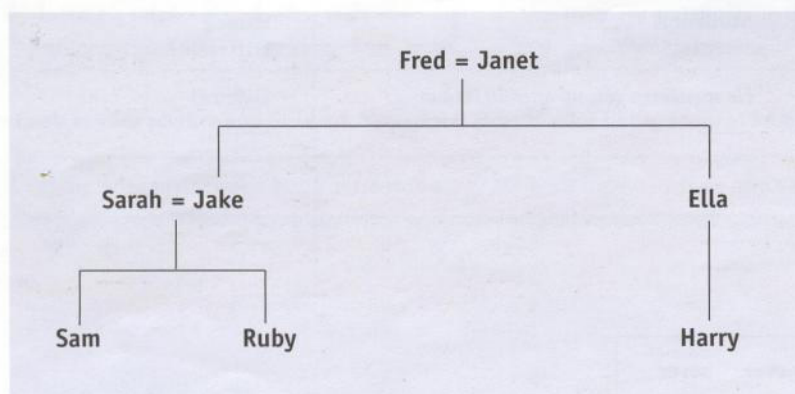 Fred = Janet
Sarah = Jake
Ella
Sam
Ruby
Harry